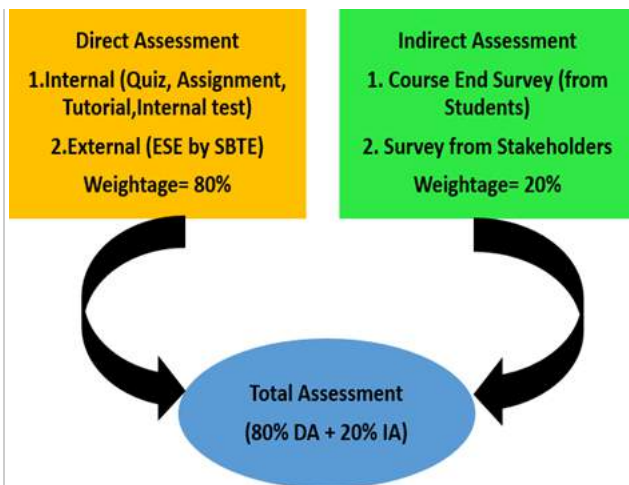 Direct Assessment
1.Internal (Quiz, Assignment,
Tutorial,Internal test)
2.External (ESE by SBTE)
Weightage= 80%
Indirect Assessment
1. Course End Survey (from
Students)
2. Survey from Stakeholders
Weightage= 20%
Total Assessment
(80% DA + 20% IA)